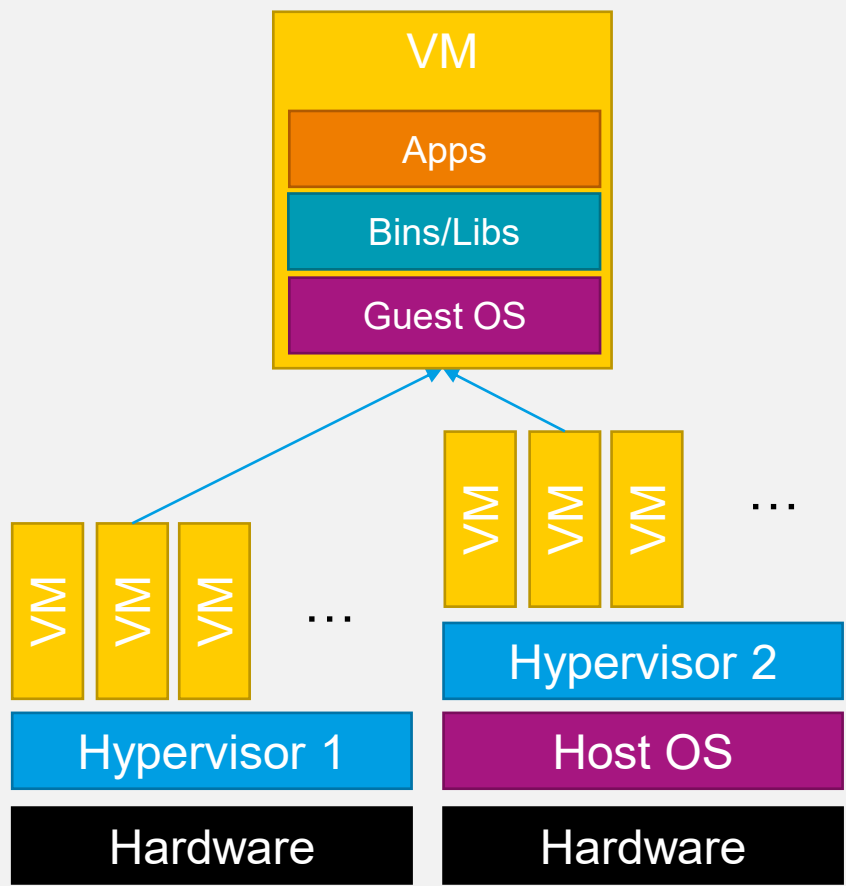 VM
Apps
Bins/Libs
Guest OS
VM
VM
VM
...
Hypervisor 1
Hardware
VM
VM
VM
...
Hypervisor 2
Host OS
Hardware